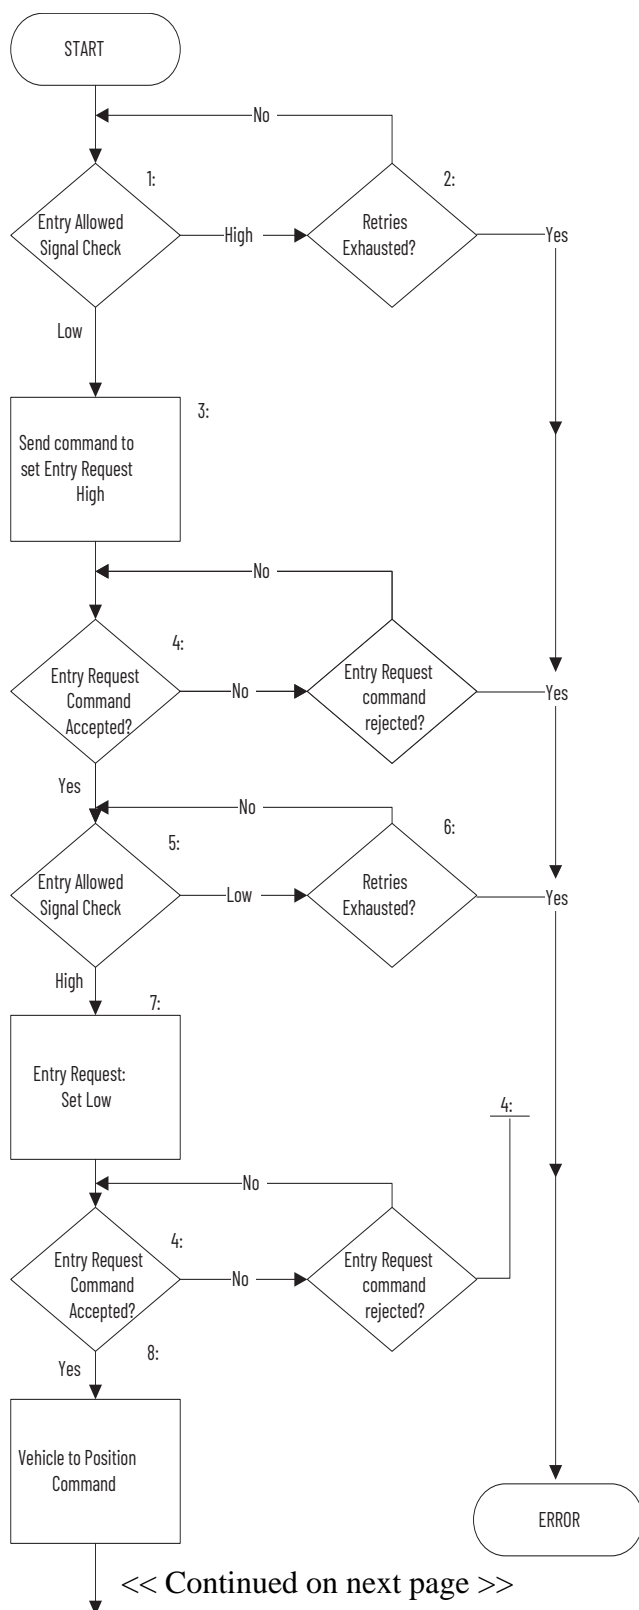 START
No
1:
2:
Entry Allowed
Signal Check
High
Retries
Exhausted?
Yes
Low
3:
Send command to
set Entry Request
High
No
4:
Entry Request
Command
Accepted?
No
Entry Request
command
rejected?
Yes
Yes
No
5:
6:
Entry Allowed
Signal Check
Low
Retries
Exhausted?
Yes
High
7:
Entry Request:
Set Low
4:
No
4:
Entry Request
Command
Accepted?
No
Entry Request
command
rejected?
8:
Yes
Vehicle to Position
Command
ERROR
<< Continued on next page >>